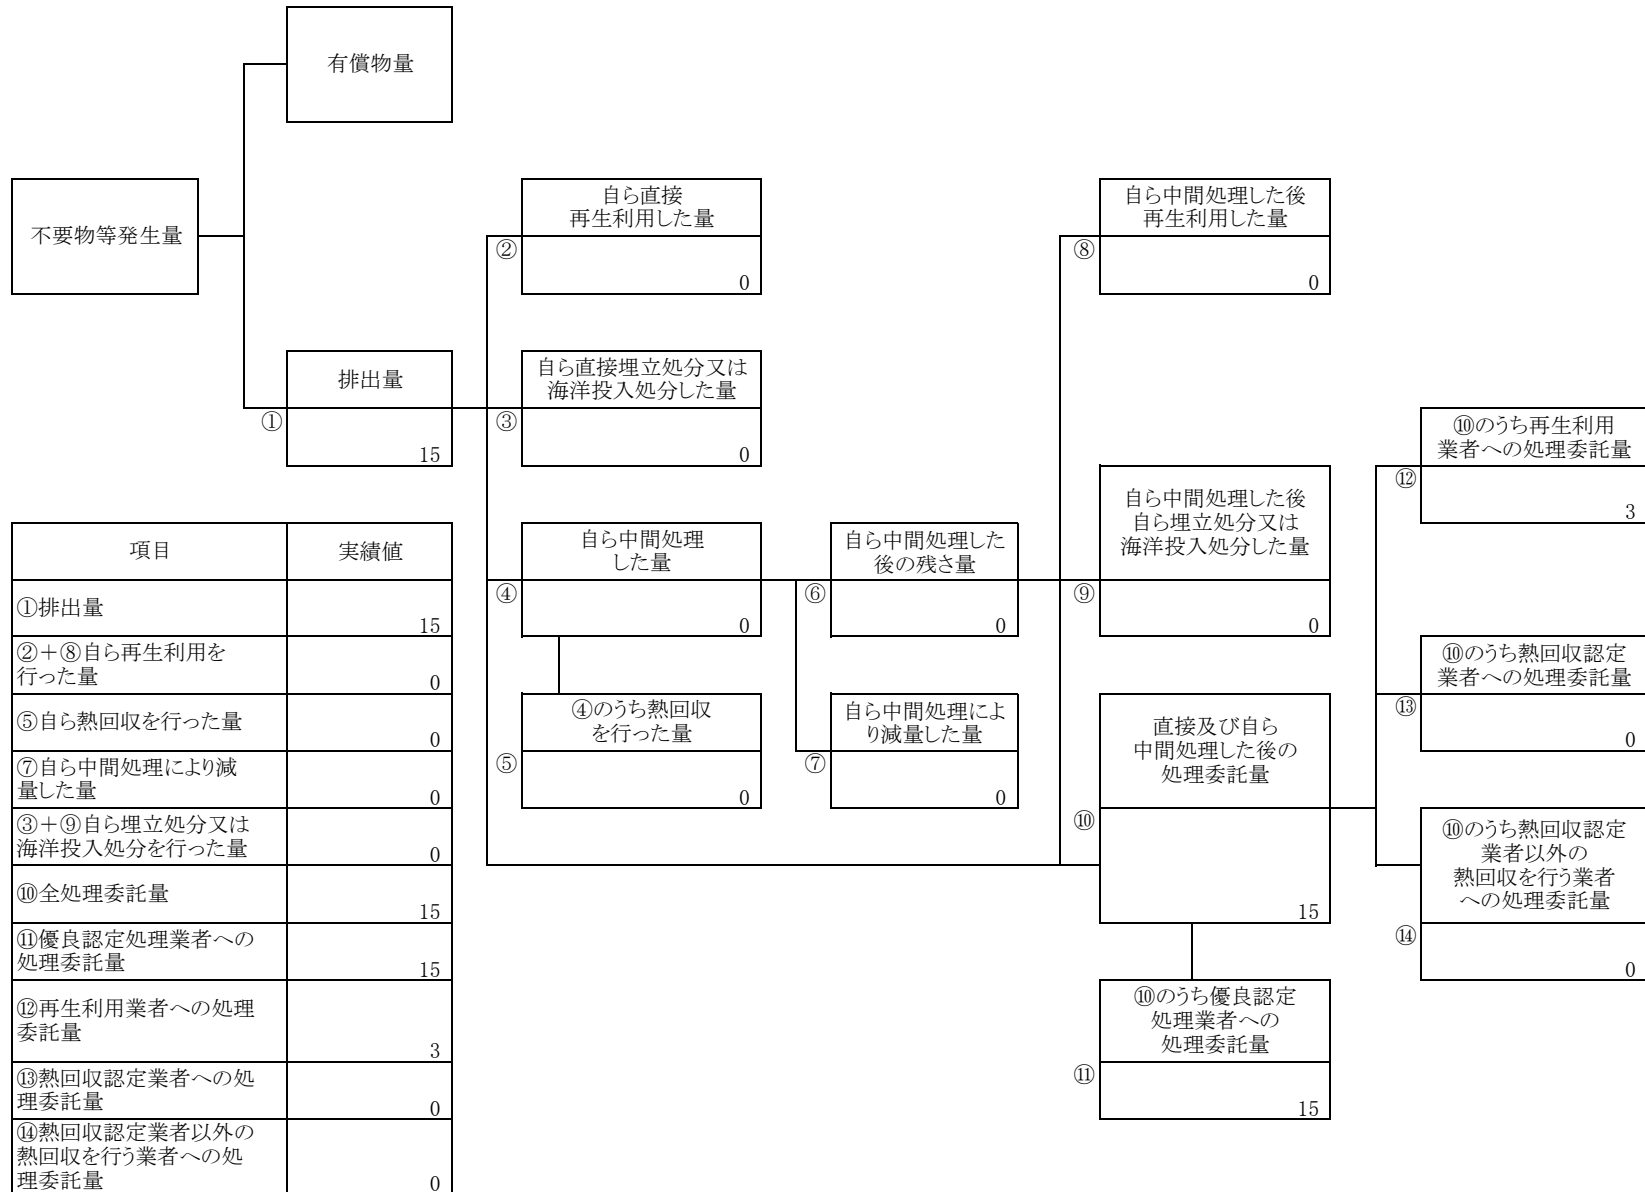 有償物量
不要物等発生量
自ら直接
再生利用した量
②
0
自ら中間処理した後
再生利用した量
⑧
0
排出量
①
15
自ら直接埋立処分又は
海洋投入処分した量
③
0
⑩のうち再生利用
業者への処理委託量
⑫
3
自ら中間処理
した量
④
0
自ら中間処理した
後の残さ量
⑥
0
自ら中間処理した後
自ら埋立処分又は
海洋投入処分した量
⑨
0
⑩のうち熱回収認定
業者への処理委託量
⑬
0
④のうち熱回収
を行った量
⑤
0
自ら中間処理によ
り減量した量
⑦
0
直接及び自ら
中間処理した後の
処理委託量
⑩
15
⑩のうち熱回収認定
業者以外の
熱回収を行う業者
への処理委託量
⑭
0
⑩のうち優良認定
処理業者への
処理委託量
⑪
15
項目 実績値
①排出量
15
②+⑧自ら再生利用を
行った量
0
⑤自ら熱回収を行った量
0
⑦自ら中間処理により減
量した量
0
③+⑨自ら埋立処分又は
海洋投入処分を行った量
0
⑩全処理委託量
15
⑪優良認定処理業者への
処理委託量
15
⑫再生利用業者への処理
委託量
3
⑬熱回収認定業者への処
理委託量
0
⑭熱回収認定業者以外の
熱回収を行う業者への処
理委託量
0